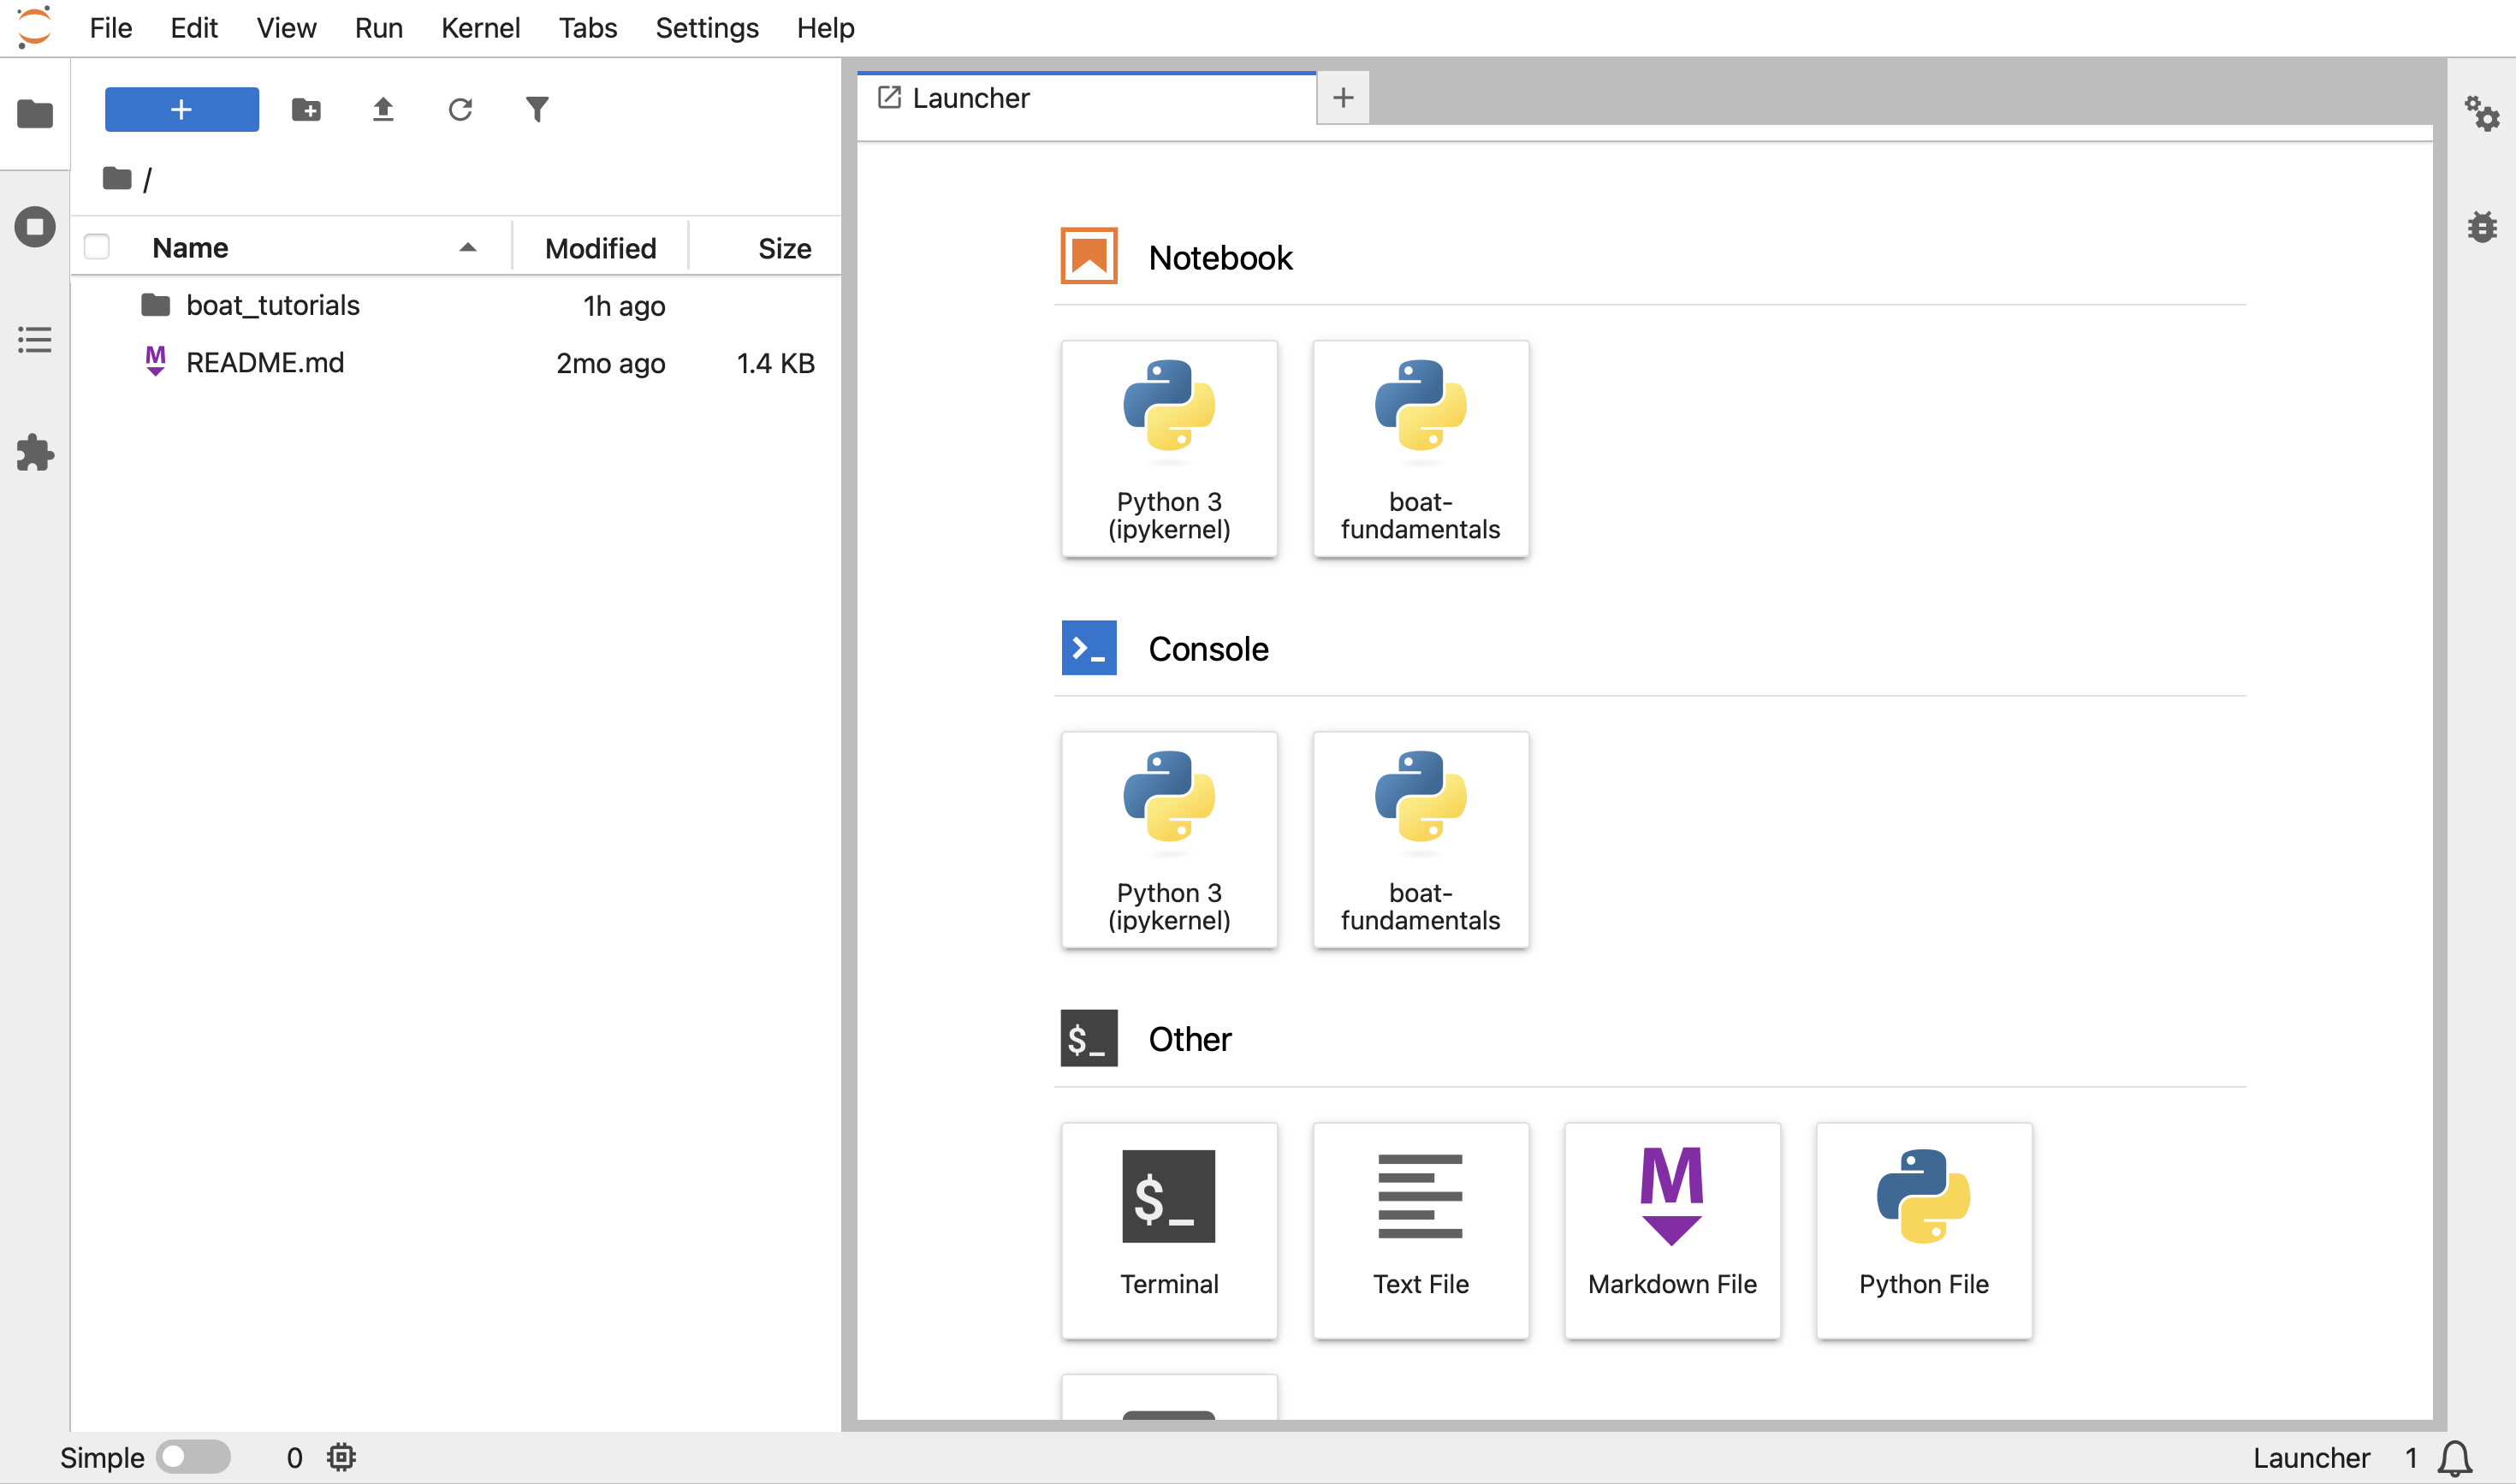 File Edit View Run Kernel Tabs Settings Help
+
Launcher
+
/
Name Modified Size
boat_tutorials 1h ago
M README.md 2mo ago 1.4 KB
Notebook
Python 3
(ipykernel)
boat-
fundamentals
>_ Console
Python 3
(ipykernel)
boat-
fundamentals
$_ Other
$_
Terminal
Text File
M
Markdown File
Python File
Simple 0 Launcher 1